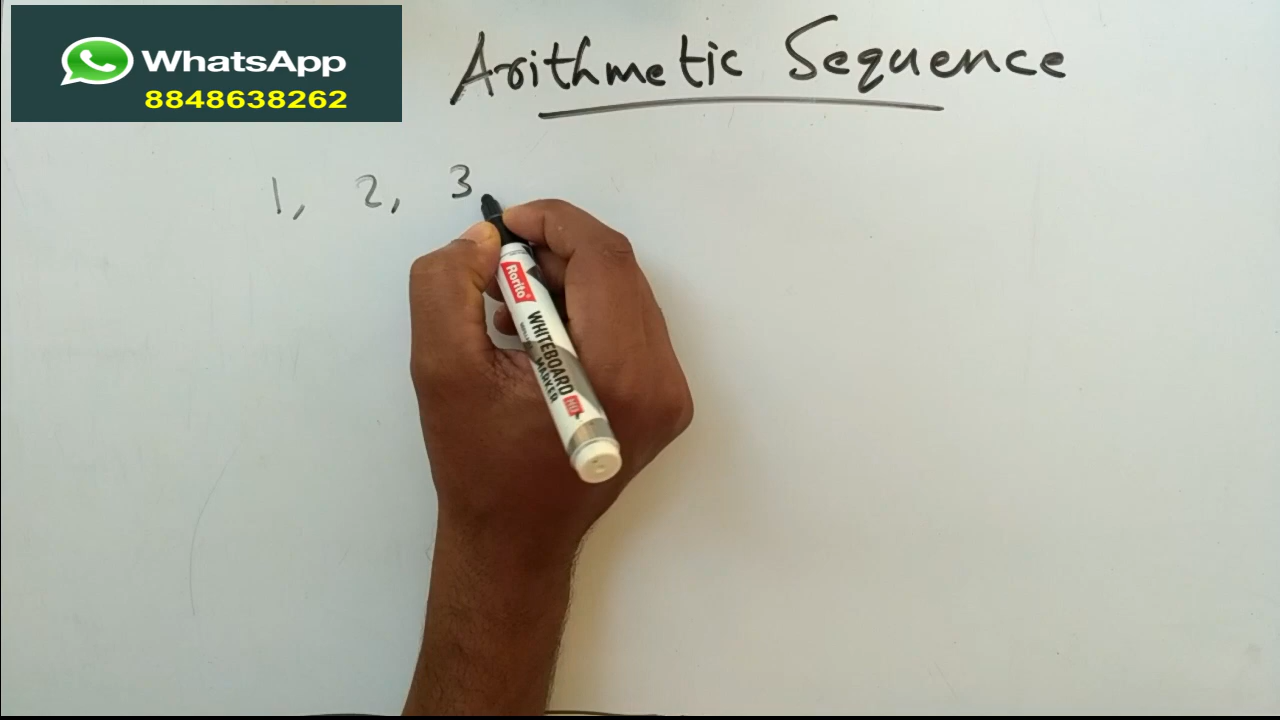 WhatsApp
8848638262
Arithmetic Sequence
1, 2, 3
Rorito
WHITEBOARD
MARKER